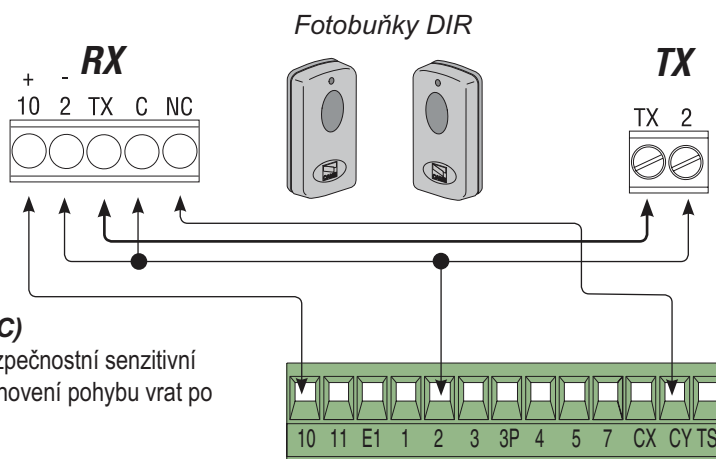 Fotobuňky DIR
RX
TX
+ -
10 2 TX C NC
TX 2
C)
zpečnostní senzitivní
novení pohybu vrat po
10 11 E1 1 2 3 3P 4 5 7 CX CY TS